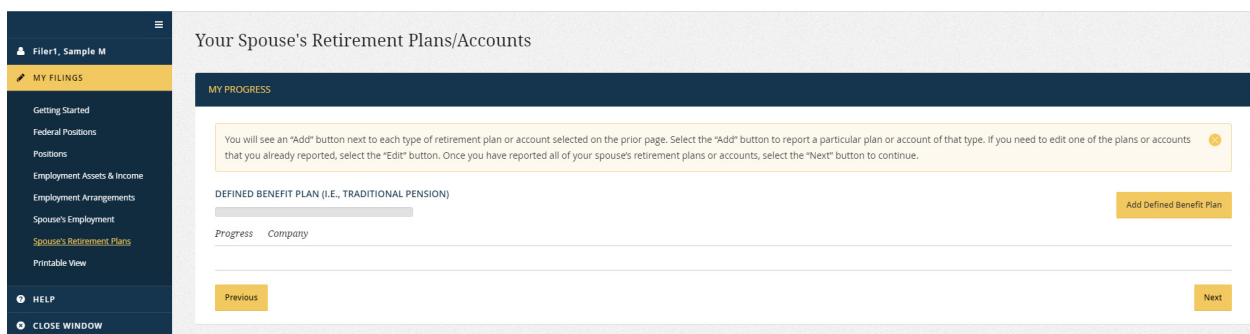 Filer1, Sample M
MY FILINGS
Getting Started
Federal Positions
Positions
Employment Assets & Income
Employment Arrangements
Spouse's Employment
Spouse's Retirement Plans
Printable View
HELP
CLOSE WINDOW
Your Spouse's Retirement Plans/Accounts
MY PROGRESS
You will see an “Add” button next to each type of retirement plan or account selected on the prior page. Select the “Add” button to report a particular plan or account of that type. If you need to edit one of the plans or accounts
that you already reported, select the “Edit” button. Once you have reported all of your spouse’s retirement plans or accounts, select the “Next” button to continue.
DEFINED BENEFIT PLAN (I.E., TRADITIONAL PENSION)
Add Defined Benefit Plan
Progress Company
Previous
Next